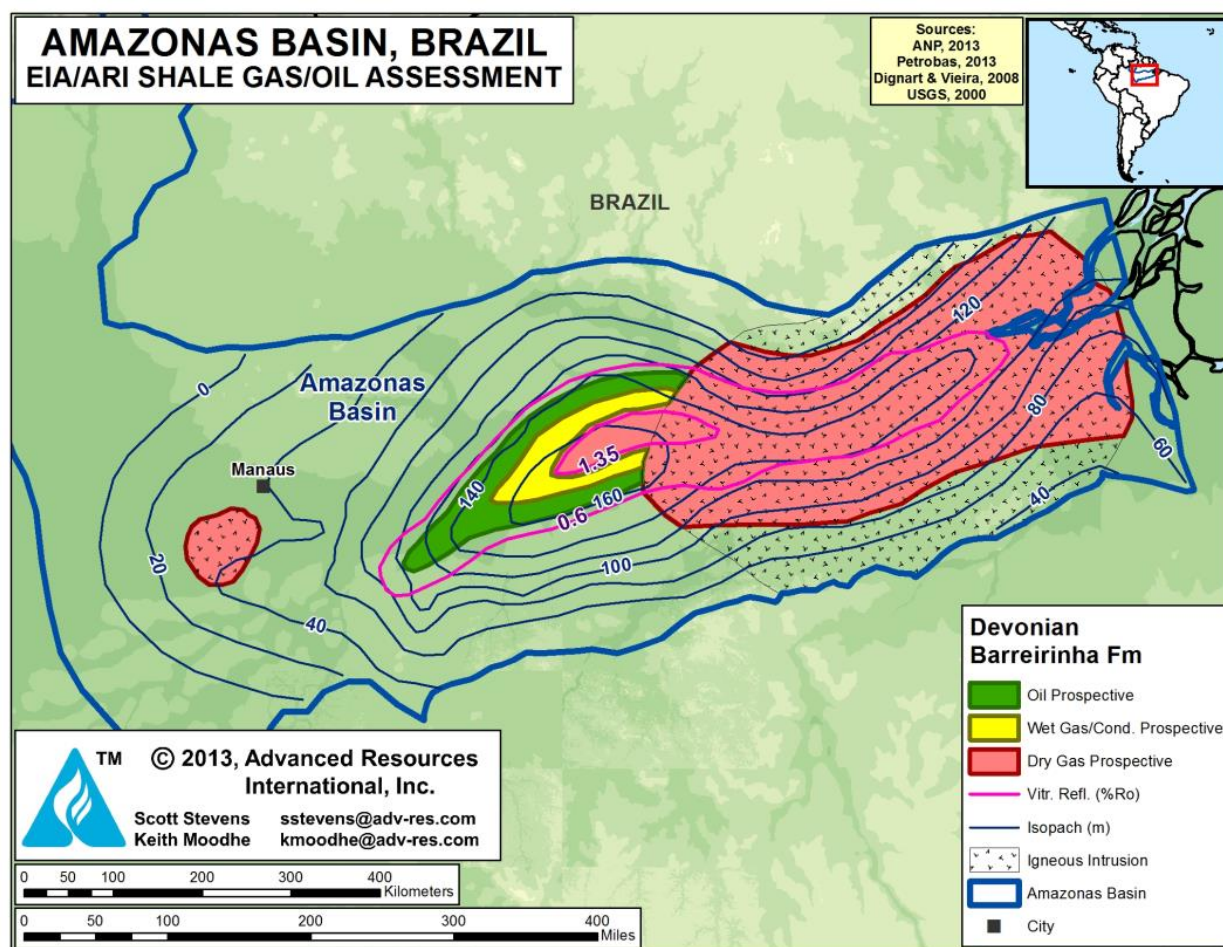 AMAZONAS BASIN, BRAZIL
EIA/ARI SHALE GAS/OIL ASSESSMENT
Sources:
ANP, 2013
Petrobas, 2013
Dignart & Vieira, 2008
USGS, 2000
BRAZIL
Amazonas
Basin
Manaus
0
20
40
140
1.35
160
0.6
100
120
80
60
40
Devonian
Barreirinha Fm
Oil Prospective
Wet Gas/Cond. Prospective
Dry Gas Prospective
Vitr. Refl. (%Ro)
Isopach (m)
Igneous Intrusion
Amazonas Basin
City
TM © 2013, Advanced Resources
International, Inc.
Scott Stevens sstevens@adv-res.com
Keith Moodhe kmoodhe@adv-res.com
0 50 100 200 300 400
Kilometers
0 50 100 200 300 400
Miles